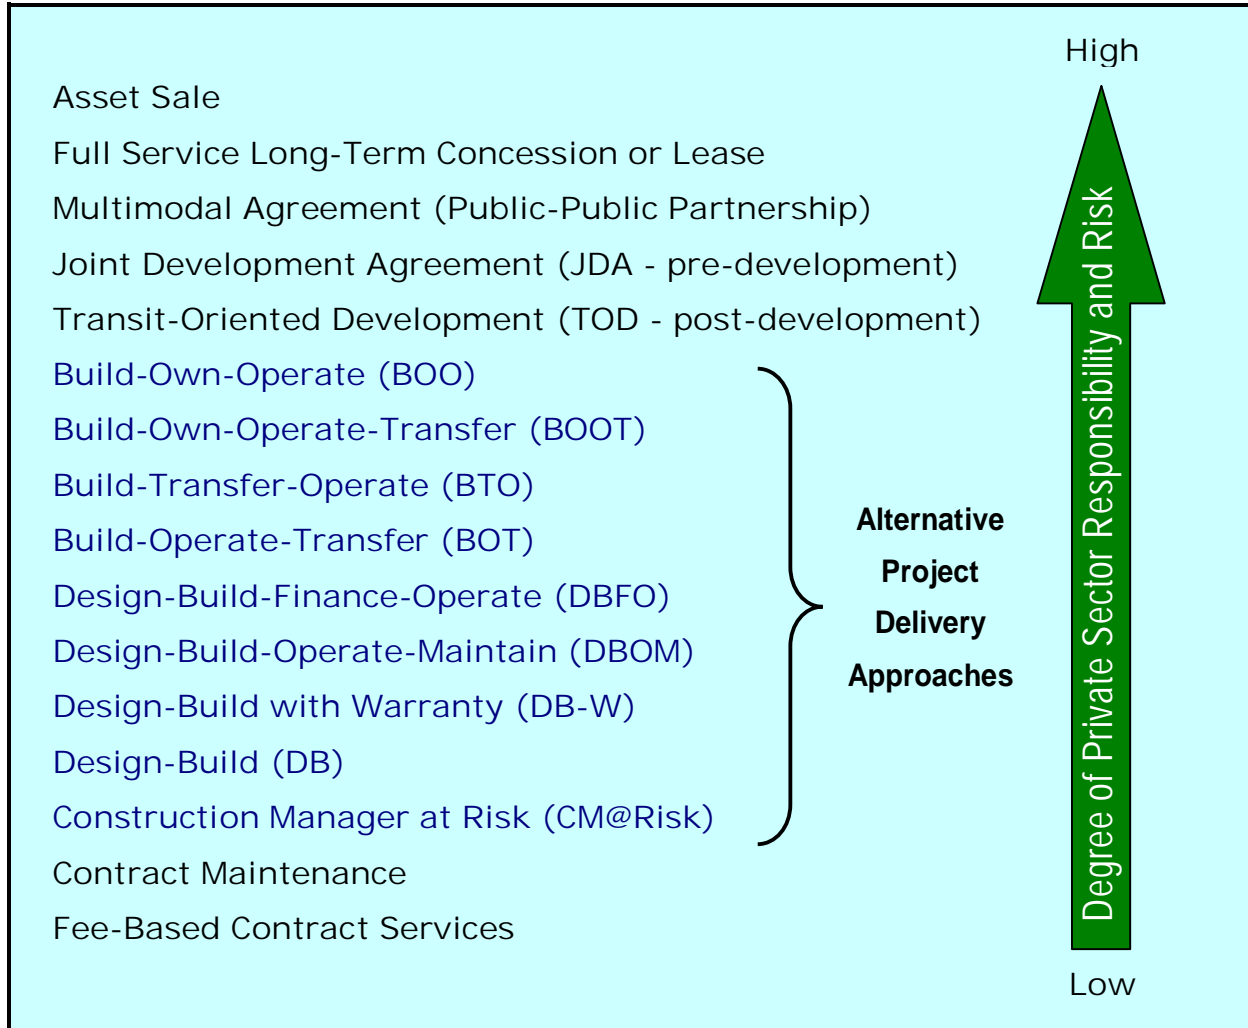 High
Asset Sale
Full Service Long-Term Concession or Lease
Multimodal Agreement (Public-Public Partnership)
Joint Development Agreement (JDA - pre-development)
Transit-Oriented Development (TOD - post-development)
Build-Own-Operate (BOO)
Build-Own-Operate-Transfer (BOOT)
Build-Transfer-Operate (BTO)
Build-Operate-Transfer (BOT)
Design-Build-Finance-Operate (DBFO)
Design-Build-Operate-Maintain (DBOM)
Design-Build with Warranty (DB-W)
Design-Build (DB)
Construction Manager at Risk (CM@Risk)
Contract Maintenance
Fee-Based Contract Services
Alternative
Project
Delivery
Approaches
Degree of Private Sector Responsibility and Risk
Low